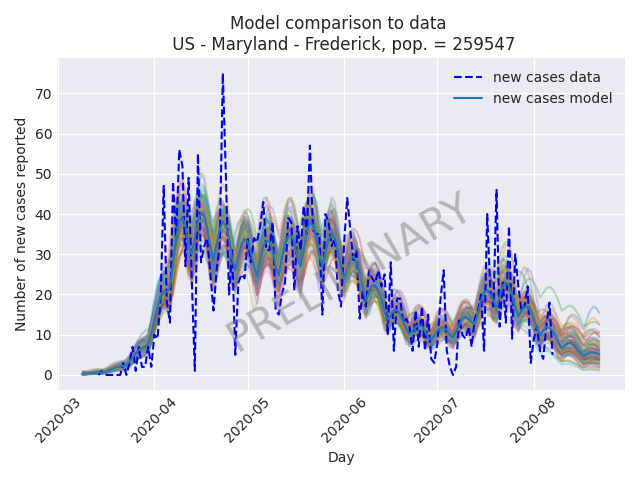 Model comparison to data
US - Maryland - Frederick, pop. = 259547
new cases data
new cases model
PRELIMINARY
Number of new cases reported
70
60
50
40
30
20
10
0
2020-03
2020-04
2020-05
2020-06
2020-07
2020-08
Day